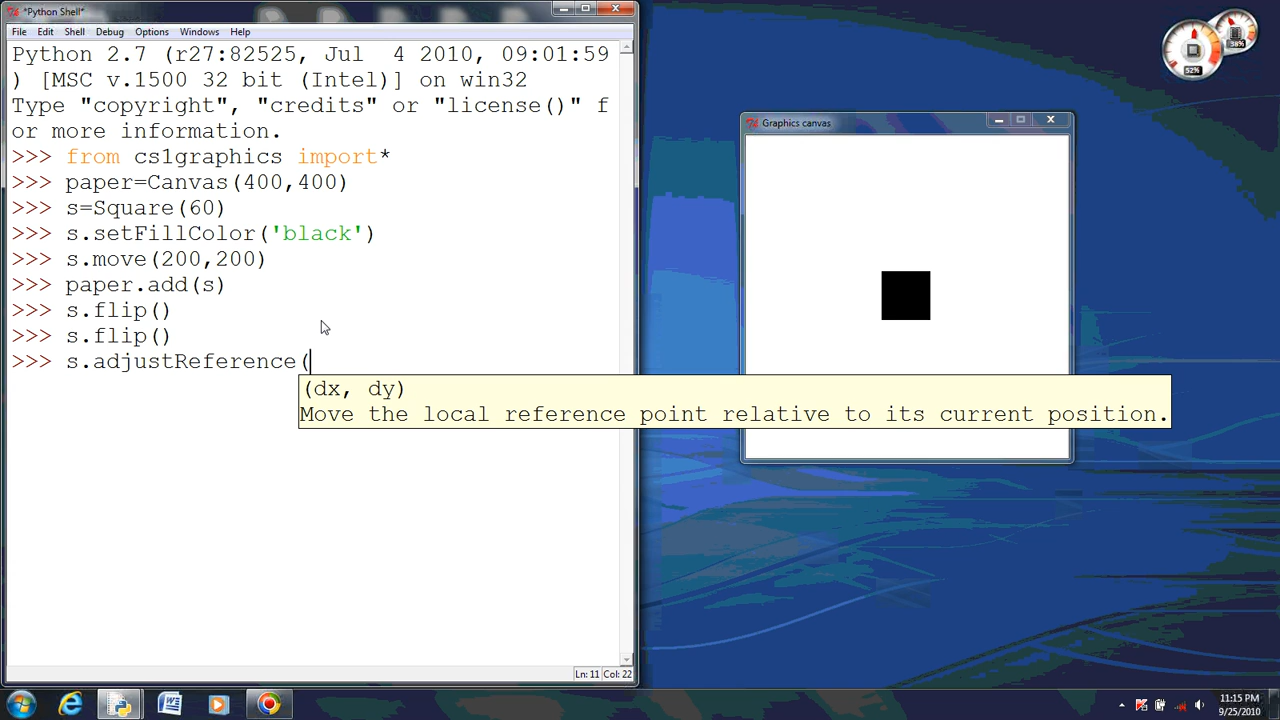 *Python Shell*
File Edit Shell Debug Options Windows Help
Python 2.7 (r27:82525, Jul  4 2010, 09:01:59
) [MSC v.1500 32 bit (Intel)] on win32
Type "copyright", "credits" or "license()" f
or more information.
>>> from cs1graphics import*
>>> paper=Canvas(400,400)
>>> s=Square(60)
>>> s.setFillColor('black')
>>> s.move(200,200)
>>> paper.add(s)
>>> s.flip()
>>> s.flip()
>>> s.adjustReference(
(dx, dy)
Move the local reference point relative to its current position.
Ln: 11 Col: 22
Graphics canvas
38%
52%
11:15 PM
9/25/2010